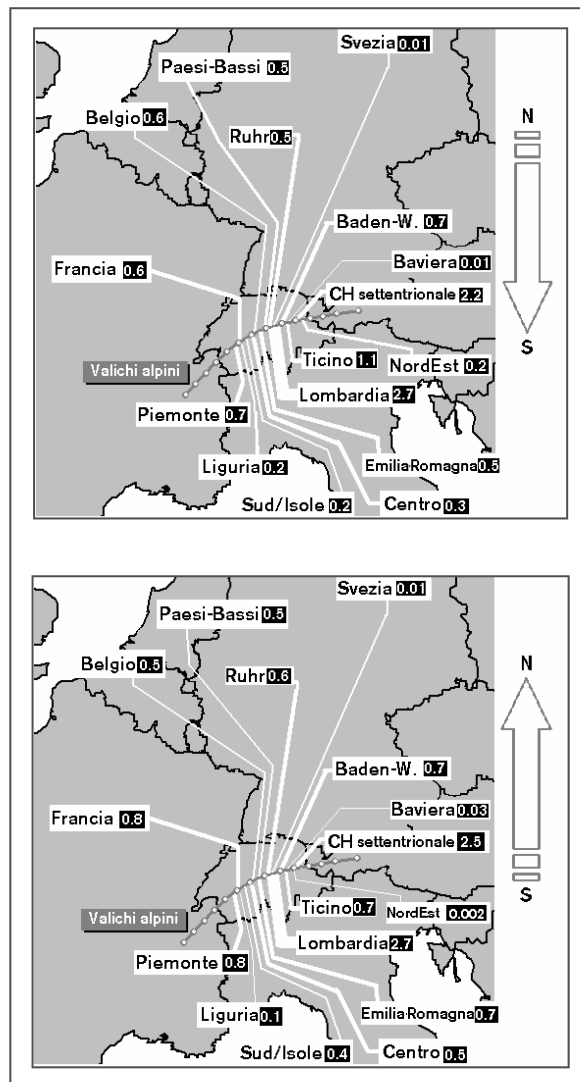 Svezia 0.01
Paesi-Bassi 0.5
Belgio 0.6
N
Ruhr 0.5
Baden-W. 0.7
Francia 0.6
Baviera 0.01
CH settentrionale 2.2
S
Ticino 1.1
NordEst 0.2
Valichi alpini
Lombardia 2.7
Piemonte 0.7
Liguria 0.2
Emilia-Romagna 0.5
Sud/Isole 0.2
Centro 0.3
Svezia 0.01
Paesi-Bassi 0.5
Belgio 0.5
N
Ruhr 0.6
Baden-W. 0.7
Baviera 0.03
Francia 0.8
CH settentrionale 2.5
S
Ticino 0.7
NordEst 0.002
Valichi alpini
Lombardia 2.7
Piemonte 0.8
Liguria 0.1
Emilia-Romagna 0.7
Sud/Isole 0.4
Centro 0.5